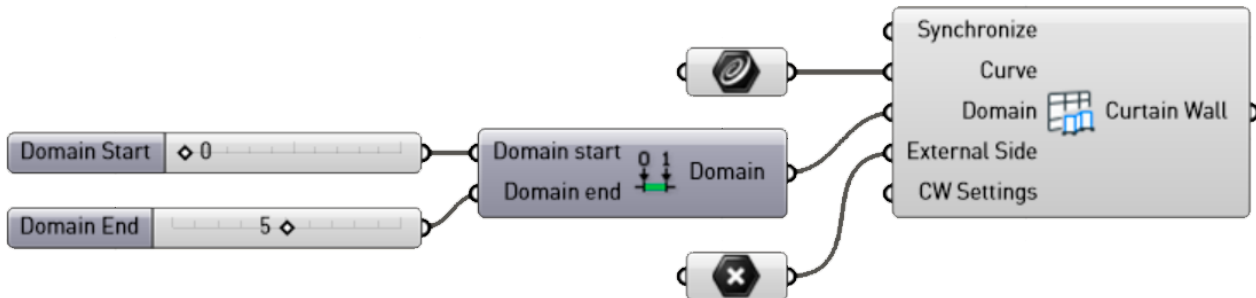 Synchronize
Curve
Domain
Curtain Wall
External Side
CW Settings
Domain Start
0
Domain End
5
Domain start
Domain end
0 1
Domain